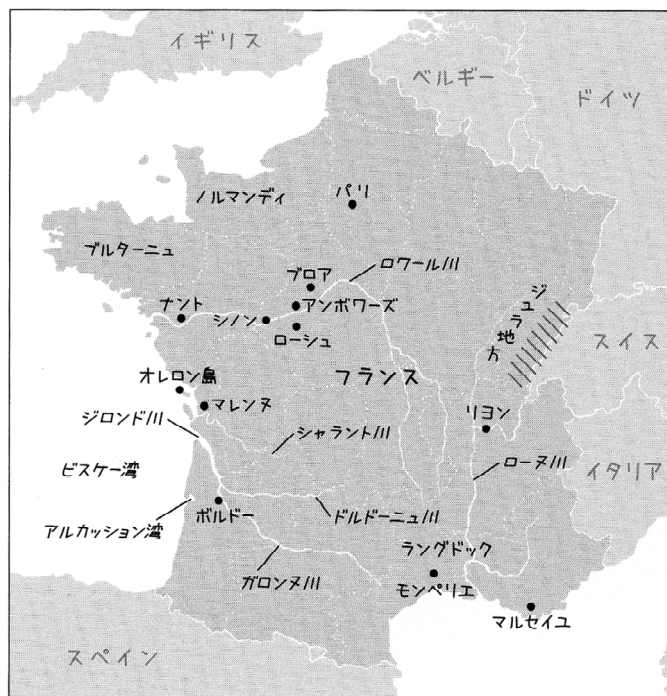 イギリス
ベルギー
ドイツ
ノルマンディ
パリ
ブルターニュ
ブロア
ロワール川
ナント
シノン
アンボワーズ
ローシュ
ジュラ地方
スイス
フランス
オレロン島
マレンヌ
ジロンド川
シャラント川
リヨン
ビスケー湾
ローヌ川
イタリア
アルカッション湾
ボルドー
ドルドーニュ川
ラングドック
ガロンヌ川
モンペリエ
マルセイユ
スペイン